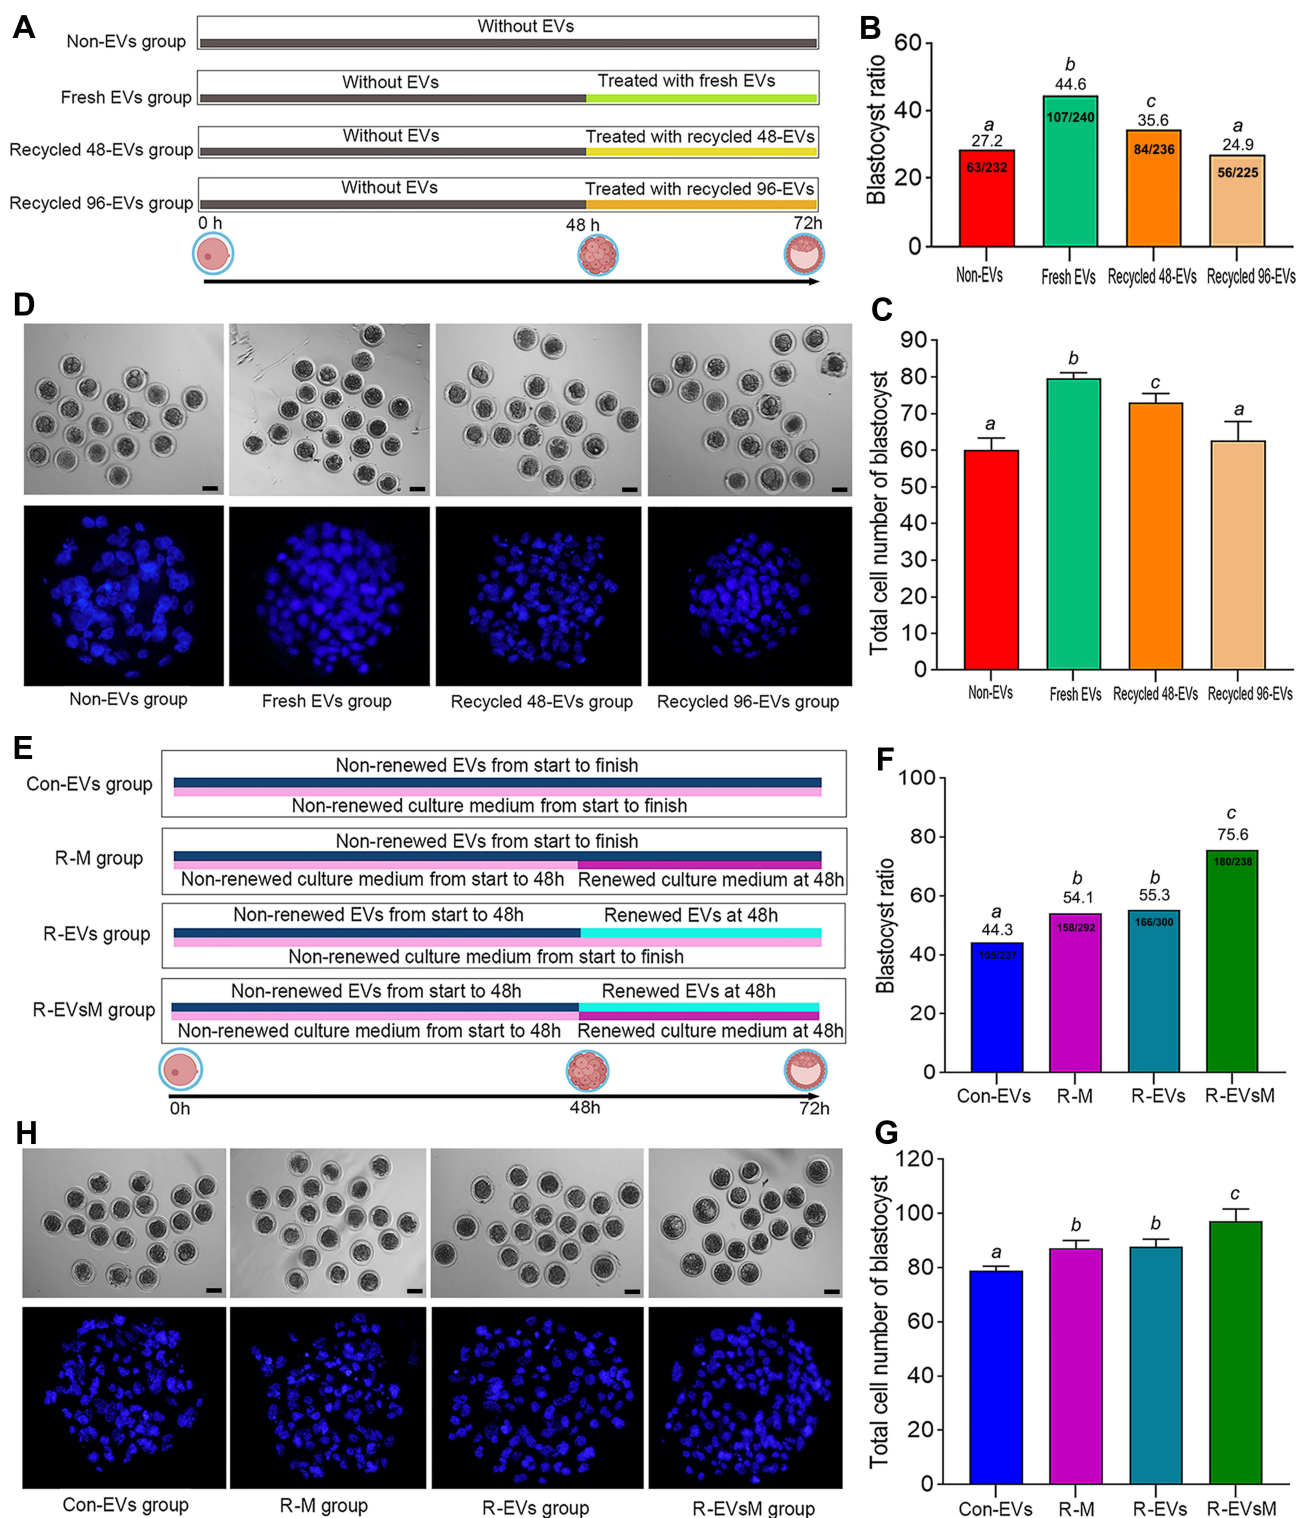 A
Without EVs
Non-EVs group
Without EVs
Treated with fresh EVs
Fresh EVs group
Without EVs
Treated with recycled 48-EVs
Recycled 48-EVs group
Without EVs
Treated with recycled 96-EVs
Recycled 96-EVs group
0 h
48 h
72h
B
Blastocyst ratio
60
40
20
0
a
27.2
63/232
b
44.6
107/240
c
35.6
84/236
a
24.9
56/225
Non-EVs
Fresh EVs
Recycled 48-EVs
Recycled 96-EVs
D
Non-EVs group
Fresh EVs group
Recycled 48-EVs group
Recycled 96-EVs group
C
Total cell number of blastocyst
90
80
70
60
50
40
30
20
10
0
a
b
c
a
Non-EVs
Fresh EVs
Recycled 48-EVs
Recycled 96-EVs
E
Non-renewed EVs from start to finish
Con-EVs group
Non-renewed culture medium from start to finish
Non-renewed EVs from start to finish
R-M group
Non-renewed culture medium from start to 48h
Renewed culture medium at 48h
Non-renewed EVs from start to 48h
Renewed EVs at 48h
R-EVs group
Non-renewed culture medium from start to finish
Non-renewed EVs from start to 48h
Renewed EVs at 48h
R-EVsM group
Non-renewed culture medium from start to 48h
Renewed culture medium at 48h
0h
48h
72h
F
Blastocyst ratio
100
80
60
40
20
0
a
44.3
105/237
b
54.1
158/292
b
55.3
166/300
c
75.6
180/238
Con-EVs
R-M
R-EVs
R-EVsM
H
Con-EVs group
R-M group
R-EVs group
R-EVsM group
G
Total cell number of blastocyst
120
100
80
60
40
20
0
a
b
b
c
Con-EVs
R-M
R-EVs
R-EVsM